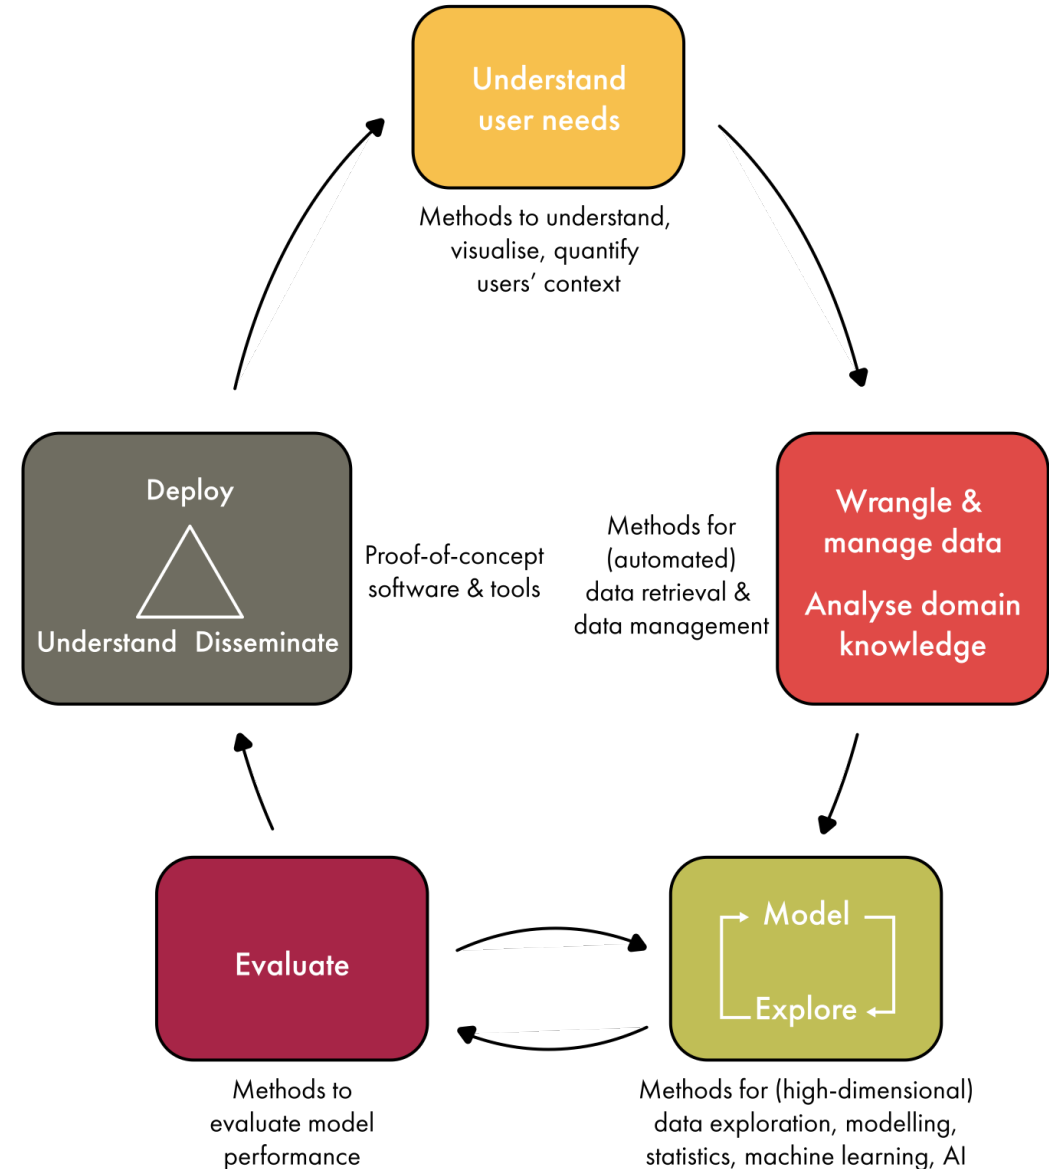 Understand
user needs
Methods to understand,
visualise, quantify
users’ context
Wrangle &
manage data
Analyse domain
knowledge
Methods for
(automated)
data retrieval &
data management
Model
Explore
Methods for (high-dimensional)
data exploration, modelling,
statistics, machine learning, AI
Evaluate
Methods to
evaluate model
performance
Deploy
Understand Disseminate
Proof-of-concept
software & tools